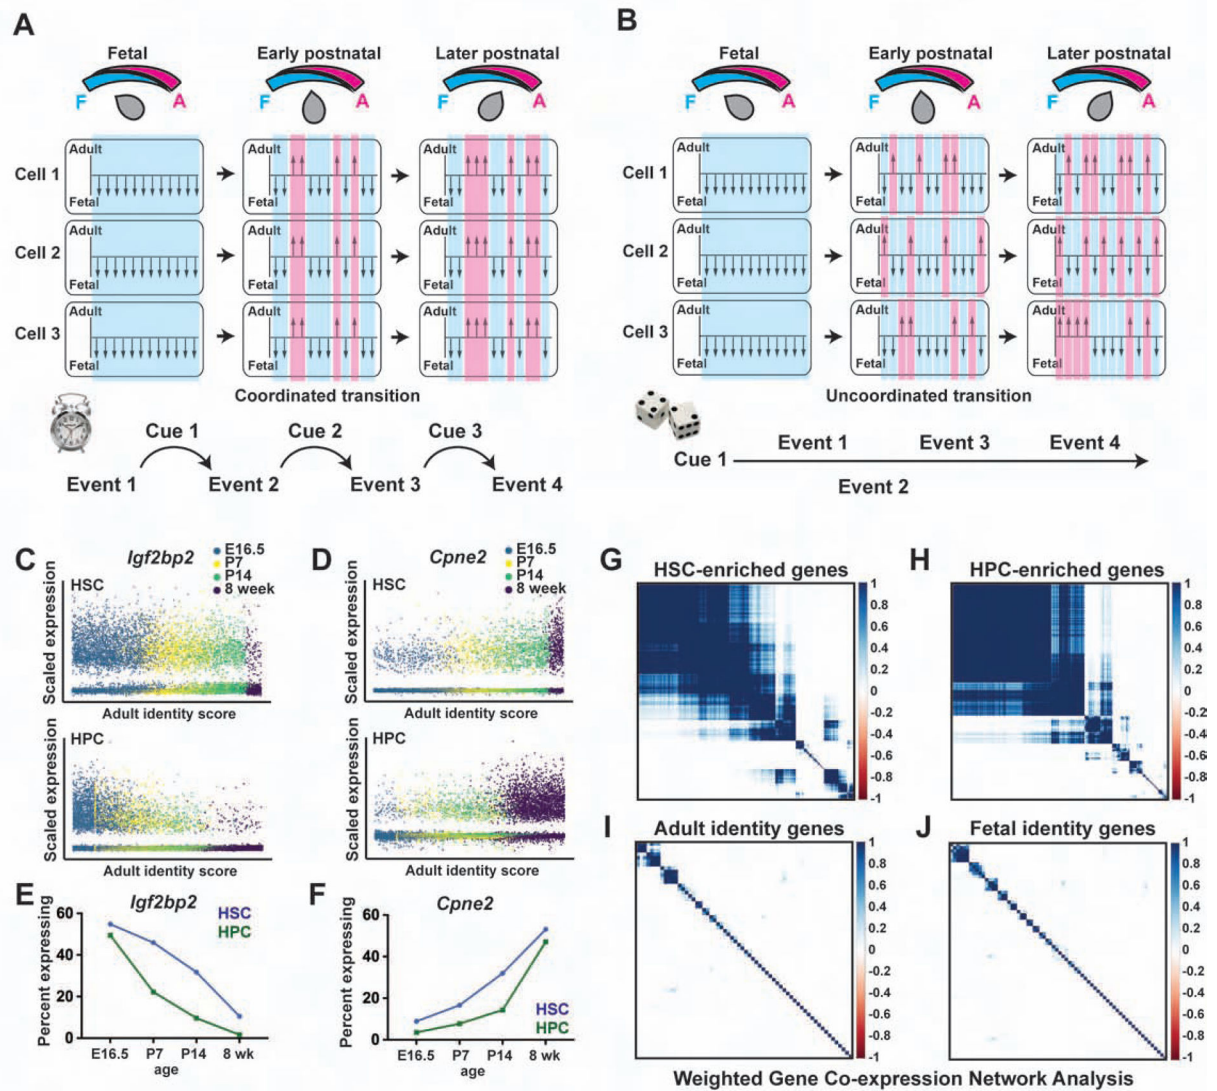 A
Fetal
Early postnatal
Later postnatal
F
A
F
A
F
A
Cell 1
Adult
Fetal
Adult
Fetal
Adult
Fetal
Cell 2
Adult
Fetal
Adult
Fetal
Adult
Fetal
Cell 3
Adult
Fetal
Adult
Fetal
Adult
Fetal
Coordinated transition
Cue 1
Cue 2
Cue 3
Event 1
Event 2
Event 3
Event 4
B
Fetal
Early postnatal
Later postnatal
F
A
F
A
F
A
Cell 1
Adult
Fetal
Adult
Fetal
Adult
Fetal
Cell 2
Adult
Fetal
Adult
Fetal
Adult
Fetal
Cell 3
Adult
Fetal
Adult
Fetal
Adult
Fetal
Uncoordinated transition
Event 1
Event 3
Event 4
Cue 1
Event 2
C
Igf2bp2
E16.5
P7
P14
8 week
HSC
Scaled expression
Adult identity score
HPC
Scaled expression
Adult identity score
D
Cpne2
E16.5
P7
P14
8 week
HSC
Scaled expression
Adult identity score
HPC
Scaled expression
Adult identity score
E
Igf2bp2
HSC
HPC
Percent expressing
60
40
20
0
E16.5
P7
P14
8 wk
age
F
Cpne2
HSC
HPC
Percent expressing
60
40
20
0
E16.5
P7
P14
8 wk
age
G
HSC-enriched genes
1
0.8
0.6
0.4
0.2
0
-0.2
-0.4
-0.6
-0.8
-1
H
HPC-enriched genes
1
0.8
0.6
0.4
0.2
0
-0.2
-0.4
-0.6
-0.8
-1
I
Adult identity genes
1
0.8
0.6
0.4
0.2
0
-0.2
-0.4
-0.6
-0.8
-1
J
Fetal identity genes
1
0.8
0.6
0.4
0.2
0
-0.2
-0.4
-0.6
-0.8
-1
Weighted Gene Co-expression Network Analysis